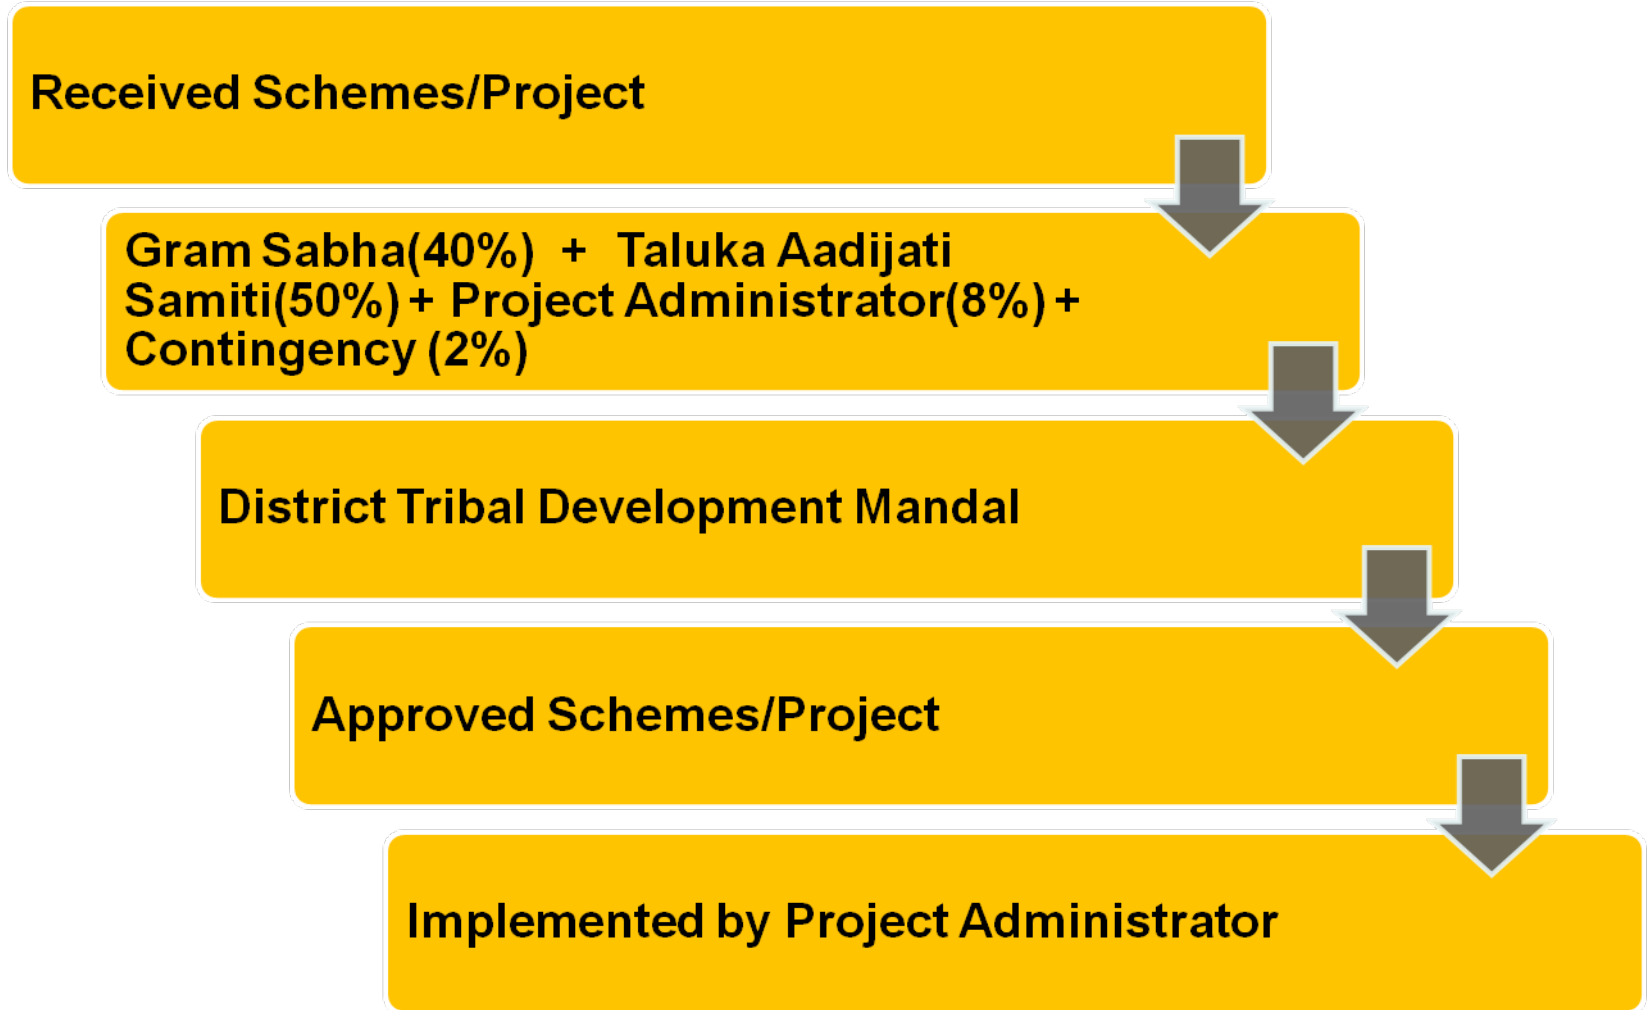 Received Schemes/Project
Gram Sabha(40%) + Taluka Aadijati
Samiti(50%) + Project Administrator(8%) +
Contingency (2%)
District Tribal Development Mandal
Approved Schemes/Project
Implemented by Project Administrator